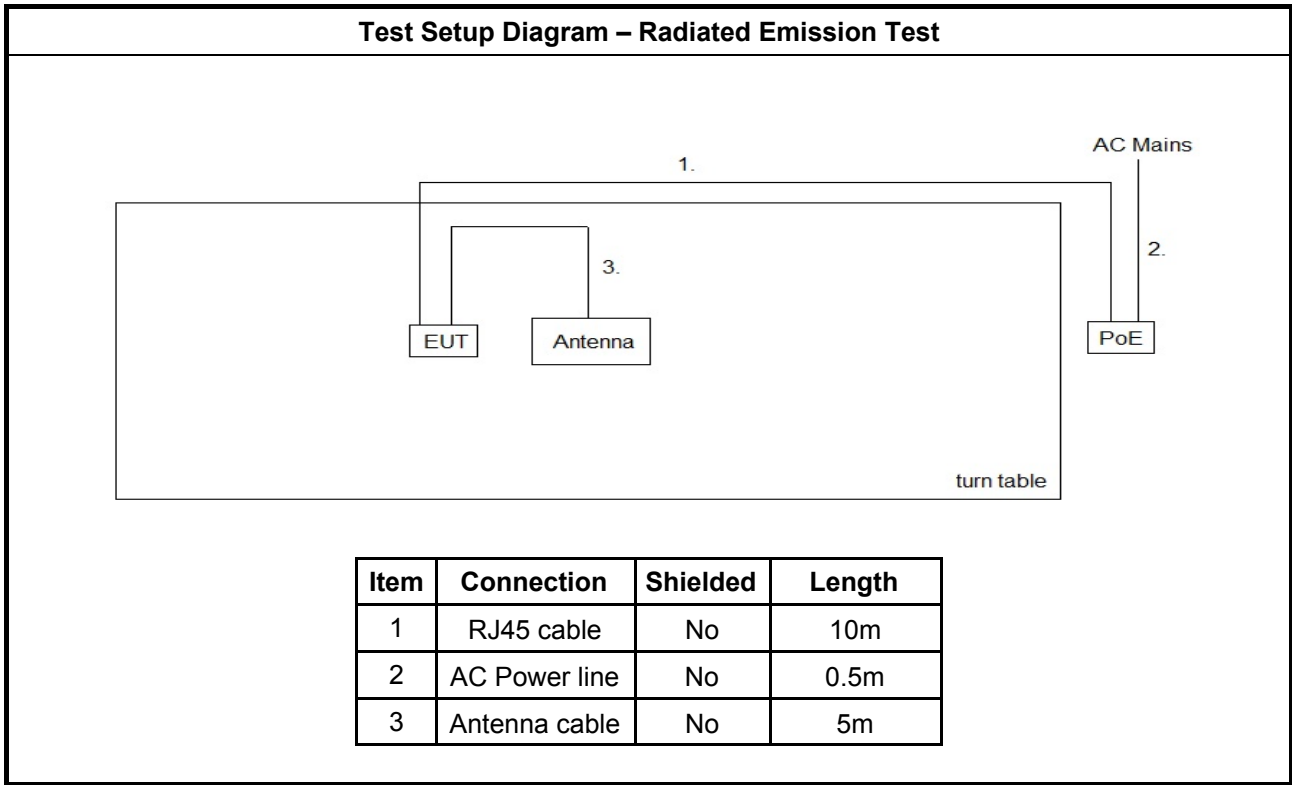 Test Setup Diagram – Radiated Emission Test
AC Mains
1.
2.
3.
EUT
Antenna
PoE
turn table
Item Connection Shielded Length
1 RJ45 cable No 10m
2 AC Power line No 0.5m
3 Antenna cable No 5m